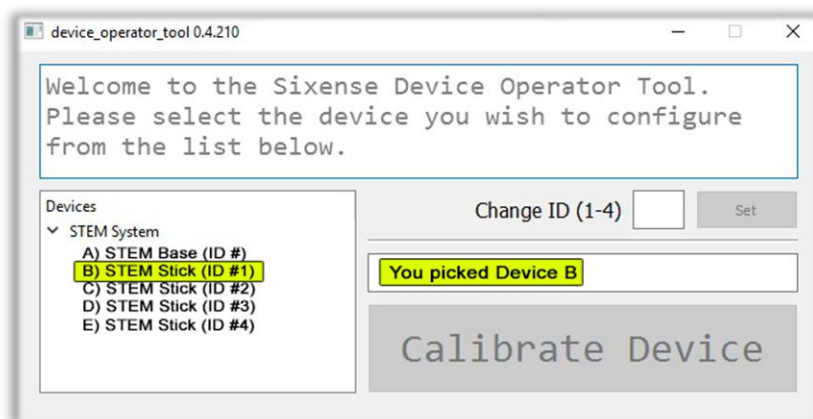 device_operator_tool 0.4.210
Welcome to the Sixense Device Operator Tool.
Please select the device you wish to configure
from the list below.
Devices
STEM System
A) STEM Base (ID #)
B) STEM Stick (ID #1)
C) STEM Stick (ID #2)
D) STEM Stick (ID #3)
E) STEM Stick (ID #4)
Change ID (1-4)
Set
You picked Device B
Calibrate Device